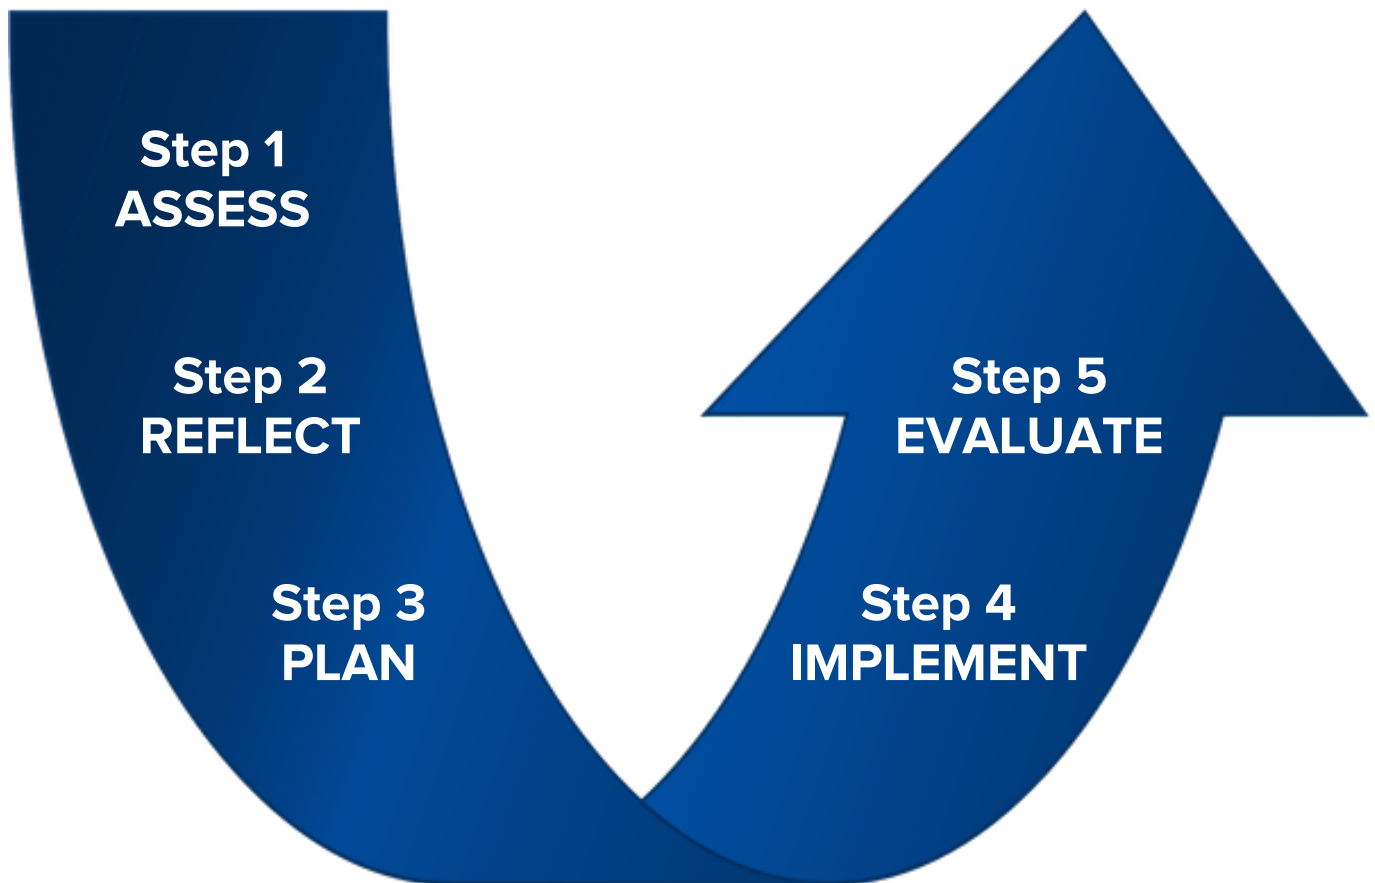 Step 1
ASSESS
Step 2
REFLECT
Step 3
PLAN
Step 4
IMPLEMENT
Step 5
EVALUATE